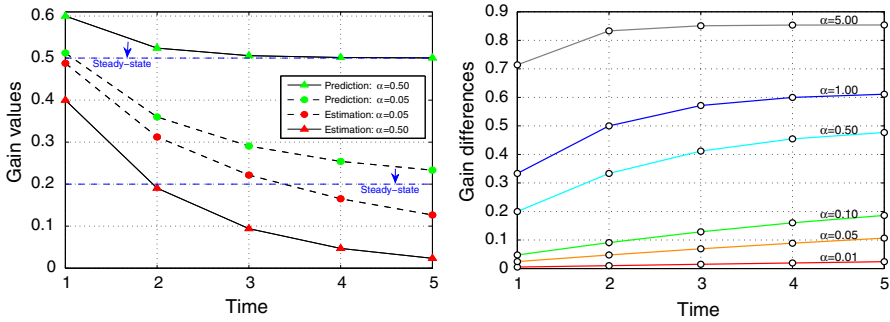 0.6
0.5
0.4
0.3
0.2
0.1
0
Gain values
Steady-state
Prediction: α=0.50
Prediction: α=0.05
Estimation: α=0.05
Estimation: α=0.50
Steady-state
1 2 3 4 5
Time
0.9
0.8
0.7
0.6
0.5
0.4
0.3
0.2
0.1
0
Gain differences
α=5.00
α=1.00
α=0.50
α=0.10
α=0.05
α=0.01
1 2 3 4 5
Time